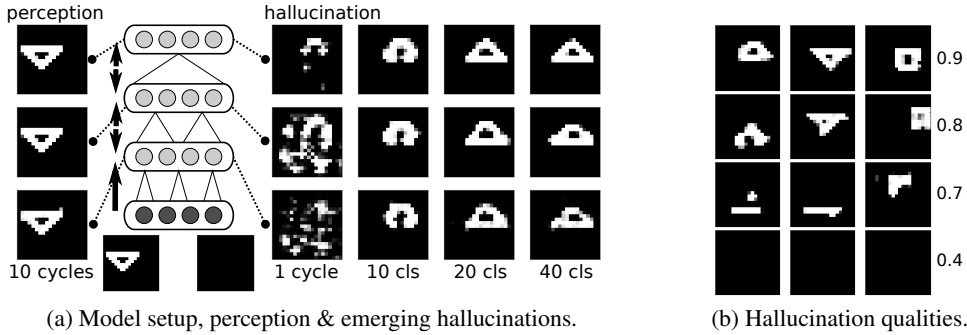 perception
hallucination
0.9
0.8
0.7
0.4
10 cycles
1 cycle
10 cls
20 cls
40 cls
(a) Model setup, perception & emerging hallucinations.
(b) Hallucination qualities.